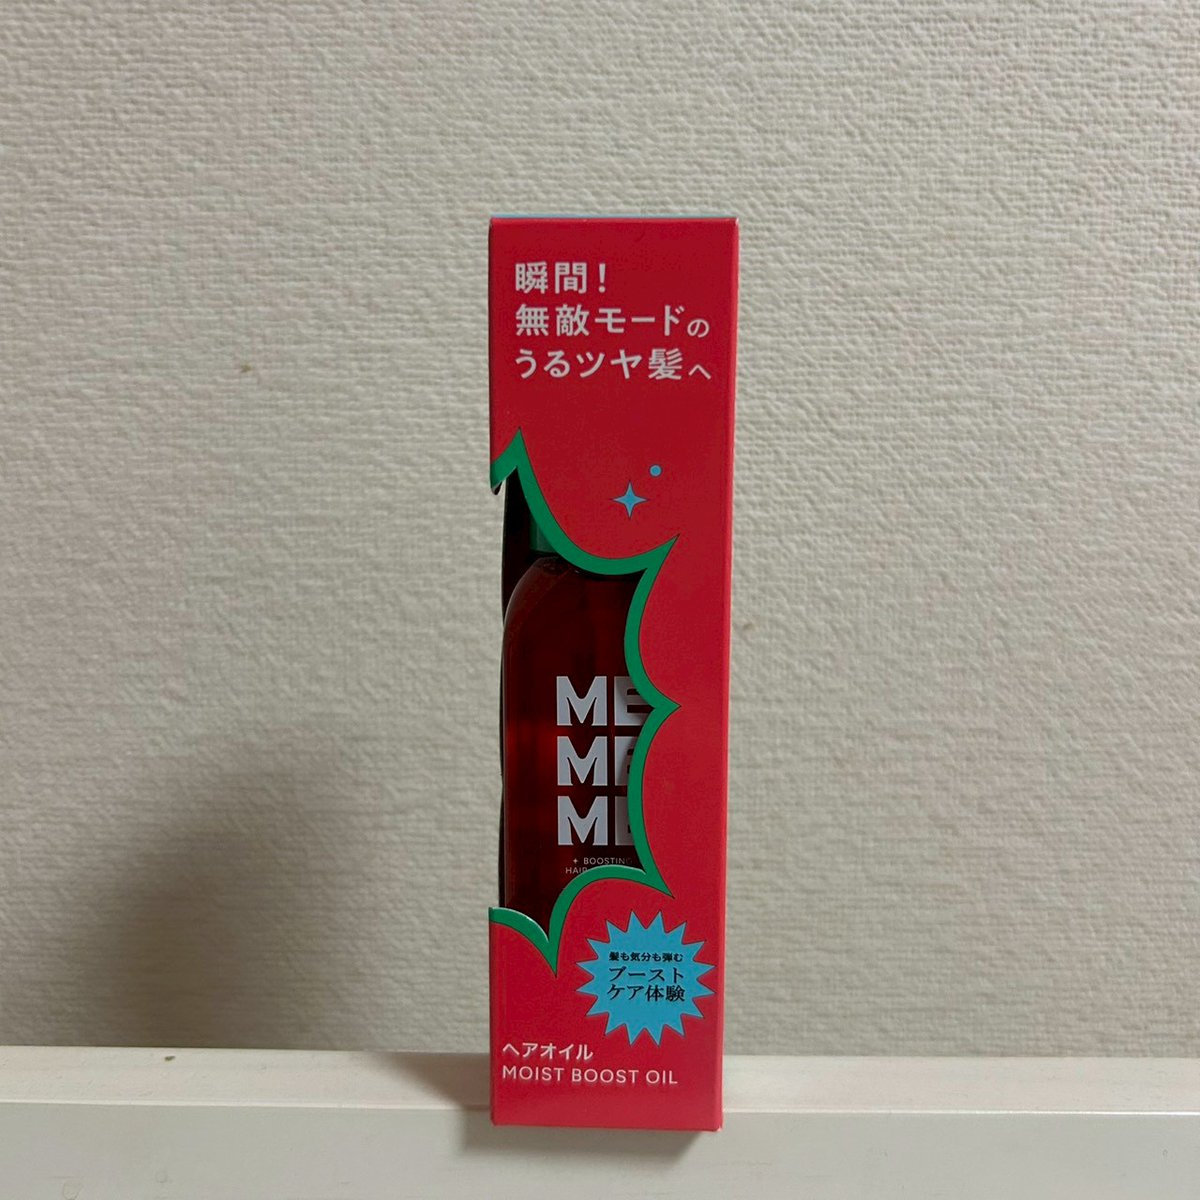 瞬間！
無敵モードの
うるツヤ髪へ
ME
ME
ME
+ BOOSTING
HAIR
髪も気分も弾む
ブースト
ケア体験
ヘアオイル
MOIST BOOST OIL